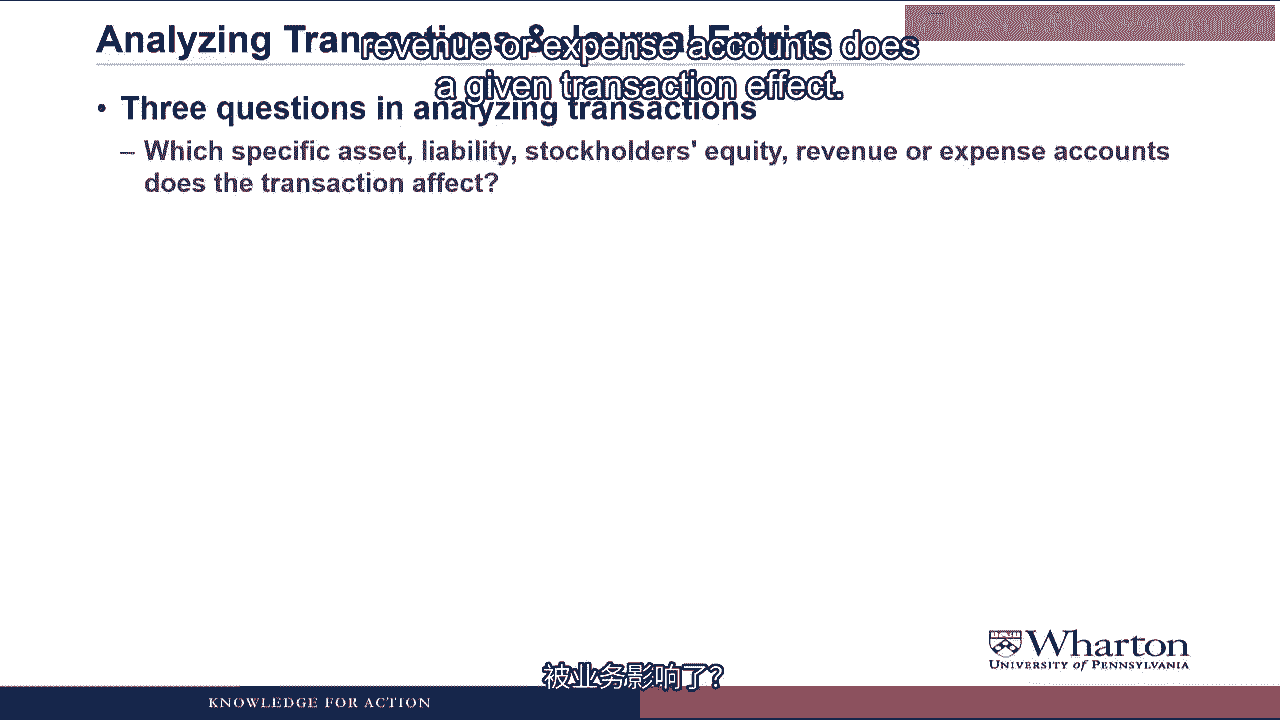 Analyzing Transactions & Journal Entries
revenue or expense accounts does
a given transaction effect.
• Three questions in analyzing transactions
– Which specific asset, liability, stockholders' equity, revenue or expense accounts
does the transaction affect?
Wharton
UNIVERSITY of PENNSYLVANIA
被业务影响了?
KNOWLEDGE FOR ACTION